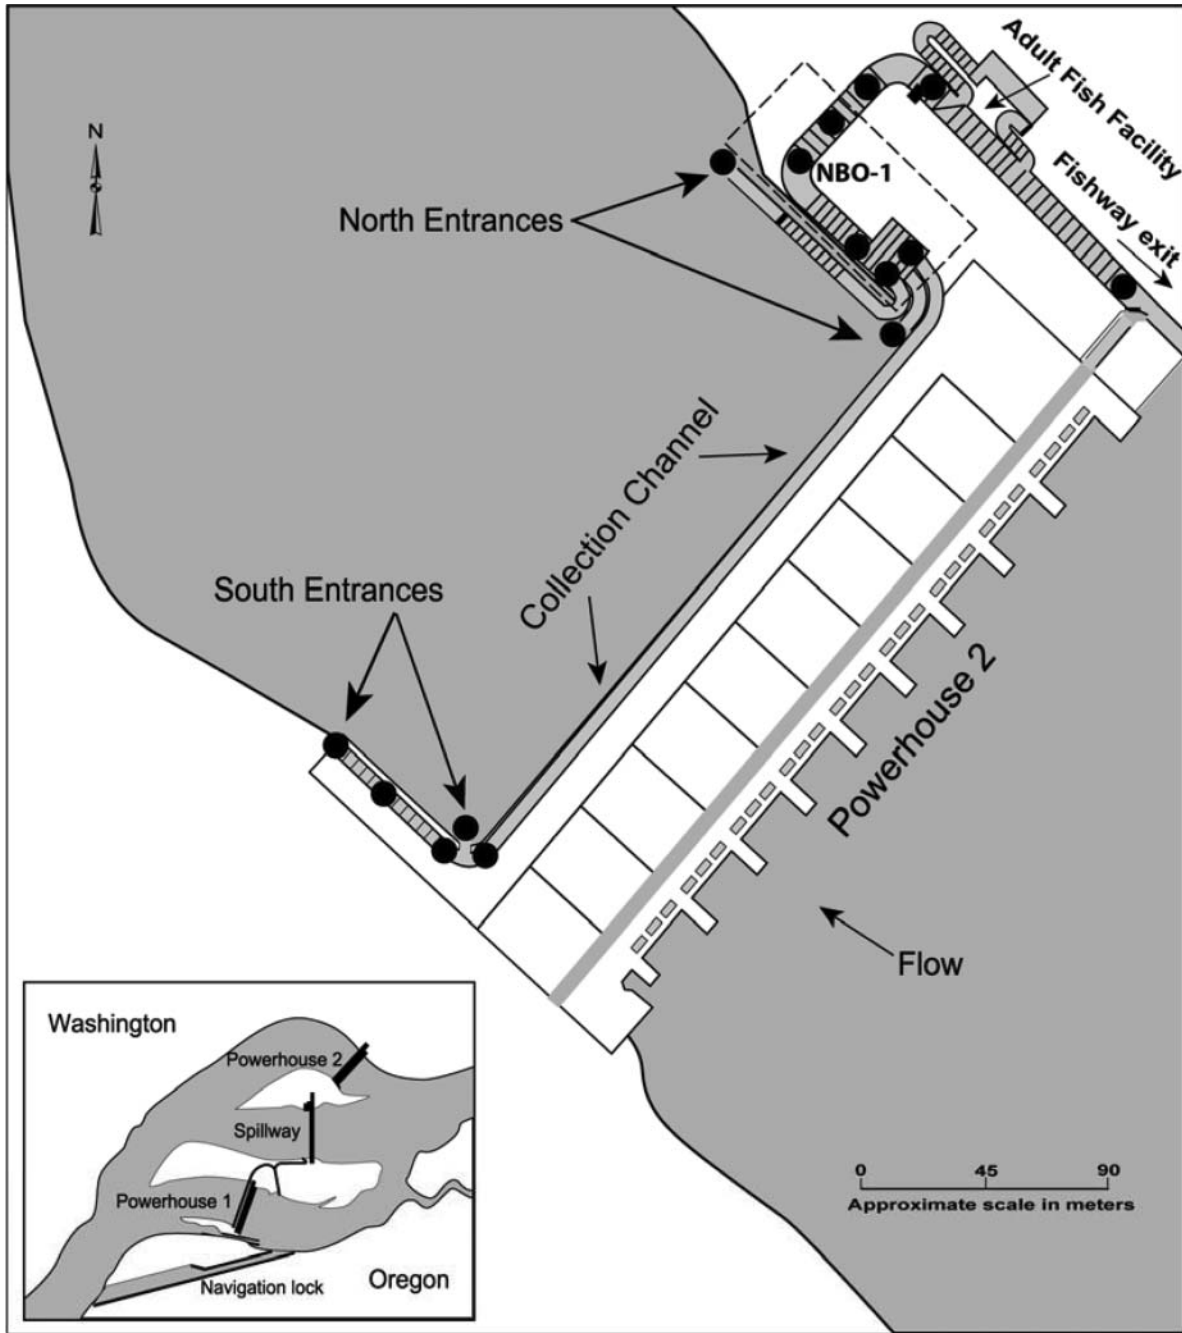 Adult Fish Facility
N
NBO-1
Fishway exit
North Entrances
Collection Channel
South Entrances
Powerhouse 2
Flow
Washington
Powerhouse 2
Spillway
Powerhouse 1
Navigation lock
Oregon
0 45 90
Approximate scale in meters